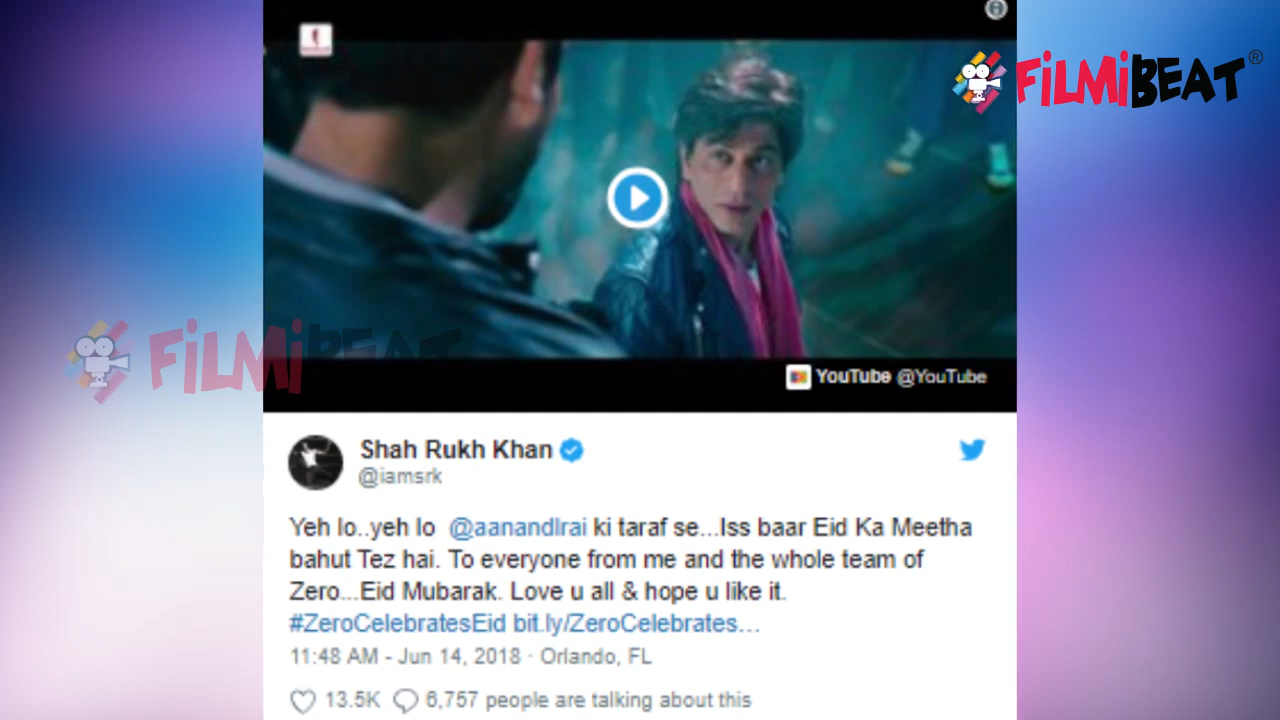 FILMIBEAT®
YouTube @YouTube
FILMIBEAT
Shah Rukh Khan
@iamsrk
Yeh lo..yeh lo @aanandlrai ki taraf se...Iss baar Eid Ka Meetha
bahut Tez hai. To everyone from me and the whole team of
Zero...Eid Mubarak. Love u all & hope u like it.
#ZeroCelebratesEid bit.ly/ZeroCelebrates…
11:48 AM - Jun 14, 2018 · Orlando, FL
13.5K 6,757 people are talking about this